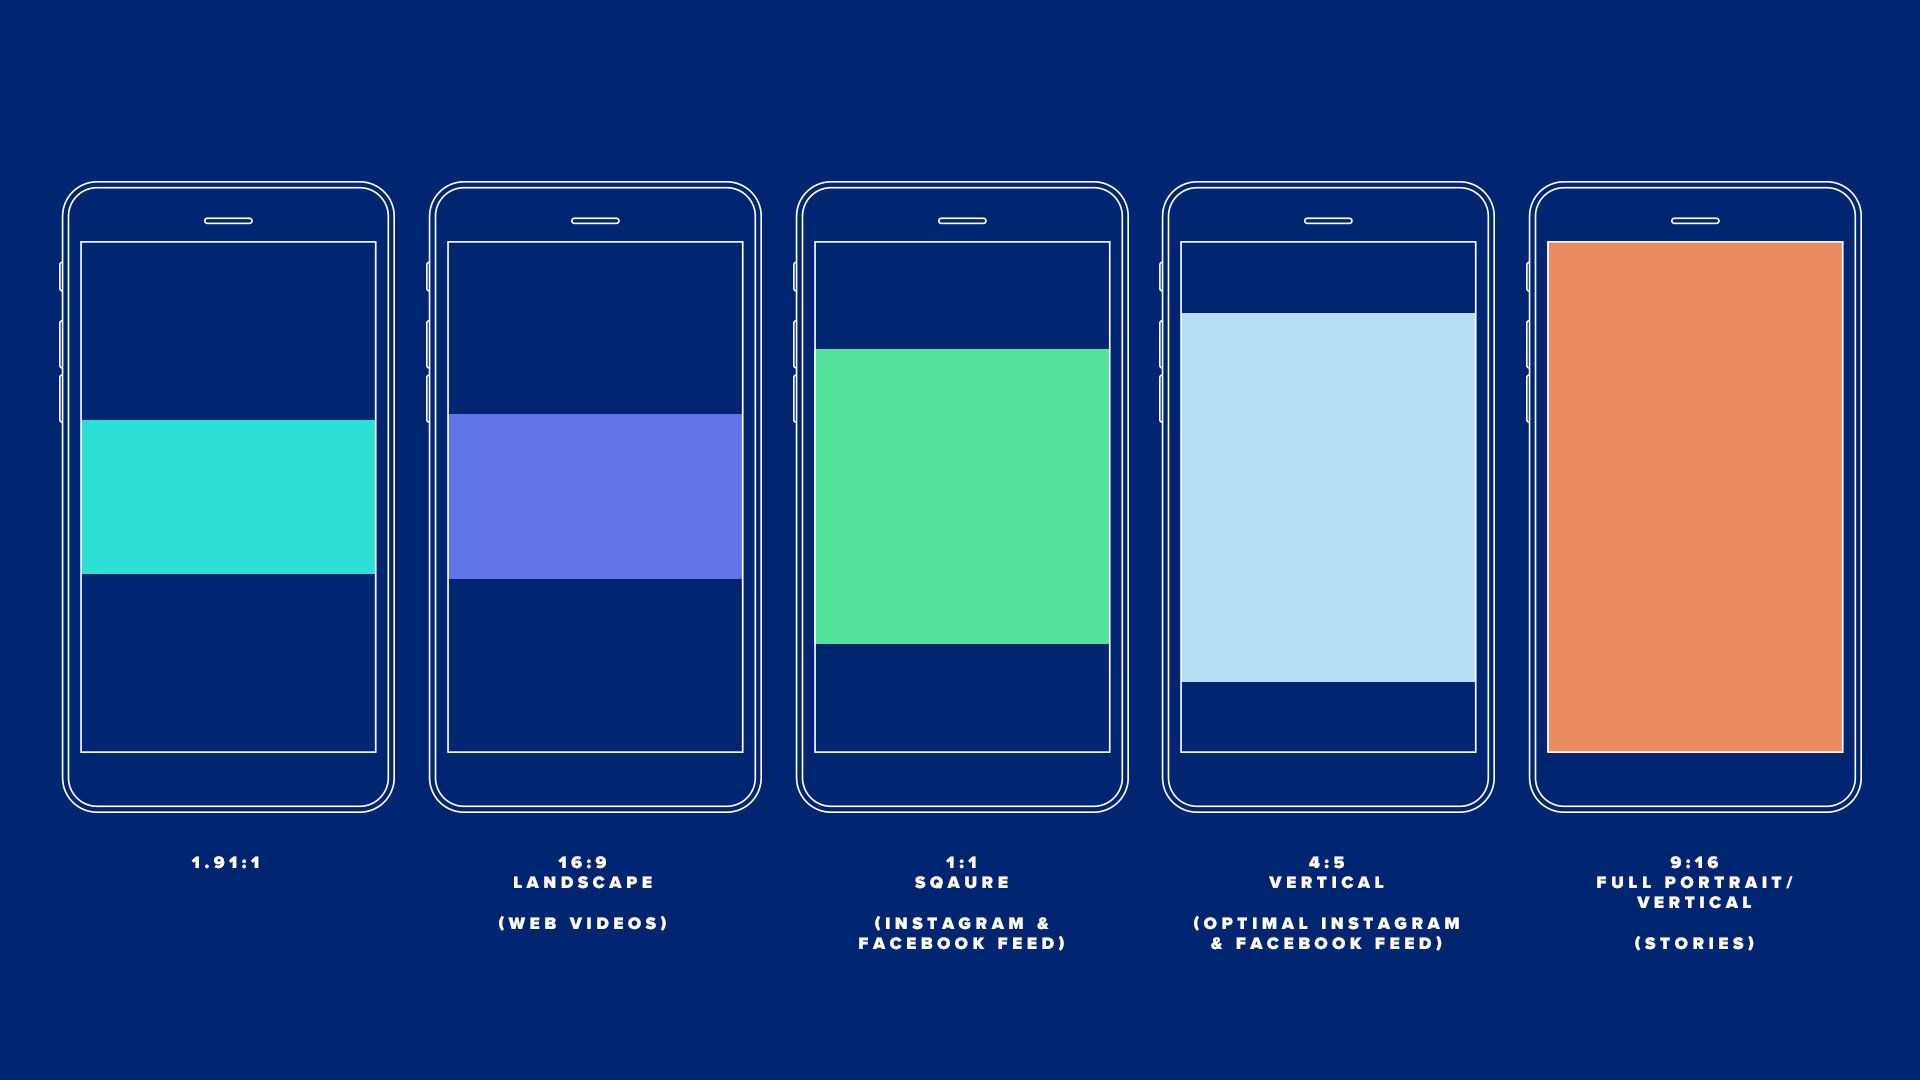 1.91:1
16:9
LANDSCAPE
(WEB VIDEOS)
1:1
SQAURE
(INSTAGRAM &
FACEBOOK FEED)
4:5
VERTICAL
(OPTIMAL INSTAGRAM
& FACEBOOK FEED)
9:16
FULL PORTRAIT/
VERTICAL
(STORIES)